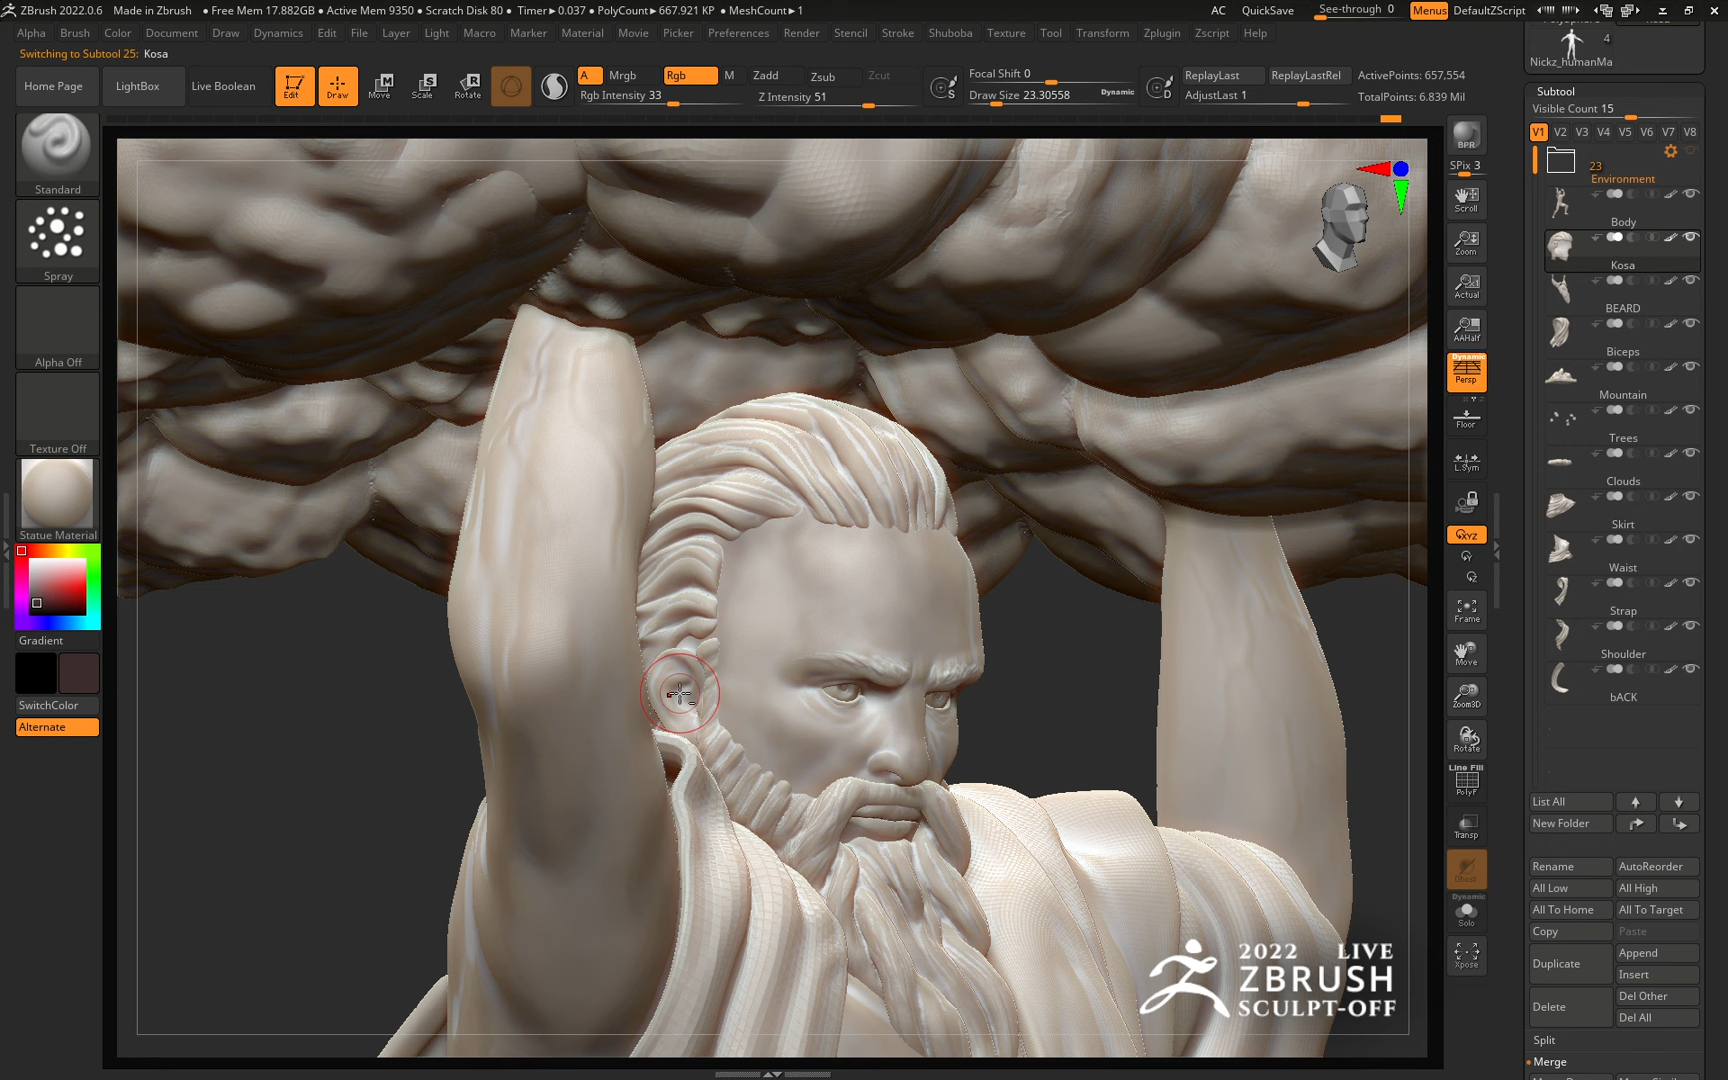 ZBrush 2022.0.6 Made in Zbrush • Free Mem 17.882GB • Active Mem 9350 • Scratch Disk 80 • Timer▶0.037 • PolyCount▶667.921 KP • MeshCount▶1
AC QuickSave See-through 0 Menus DefaultZScript
Alpha Brush Color Document Draw Dynamics Edit File Layer Light Macro Marker Material Movie Picker Preferences Render Stencil Stroke Shuboba Texture Tool Transform Zplugin Zscript Help
Switching to Subtool 25: Kosa
Home Page
LightBox
Live Boolean
Edit
Draw
Move
Scale
Rotate
A Mrgb Rgb M Zadd Zsub Zcut
Rgb Intensity 33 Z Intensity 51
S
Focal Shift 0
Draw Size 23.30558 Dynamic
D
ReplayLast ReplayLastRel
AdjustLast 1
ActivePoints: 657,554
TotalPoints: 6.839 Mil
Standard
Spray
Alpha Off
Texture Off
Statue Material
Gradient
SwitchColor
Alternate
2022 LIVE
ZBRUSH
SCULPT-OFF
BPR
SPix 3
Scroll
Zoom
Actual
AAHalf
Dynamic
Persp
Floor
L.Sym
XYZ
Y
Z
Frame
Move
Zoom3D
Rotate
Line Fill
PolyF
Transp
Ghost
Dynamic
Solo
Xpose
4
Nickz_humanMa
Subtool
Visible Count 15
V1 V2 V3 V4 V5 V6 V7 V8
23
Environment
Body
Kosa
BEARD
Biceps
Mountain
Trees
Clouds
Skirt
Waist
Strap
Shoulder
bACK
List All
New Folder
Rename AutoReorder
All Low All High
All To Home All To Target
Copy Paste
Duplicate Append
Insert
Delete Del Other
Del All
Split
Merge